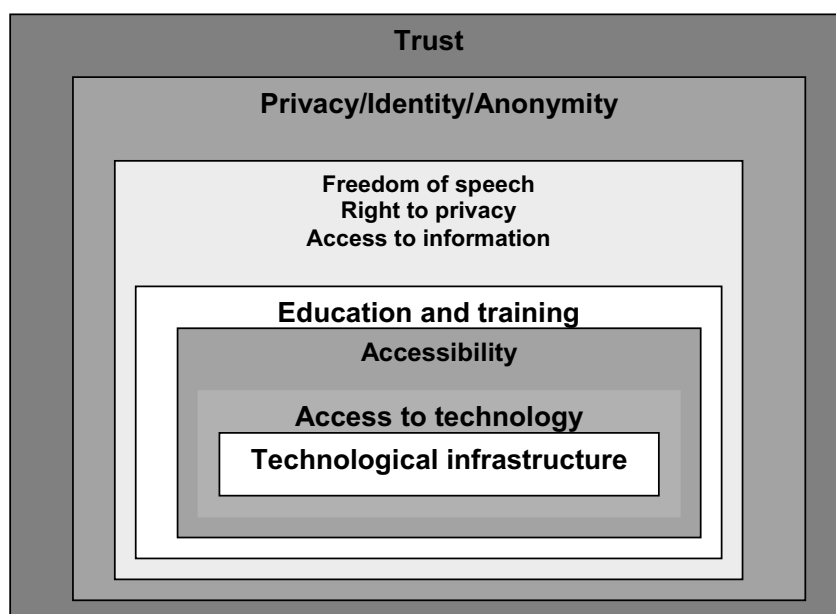 Trust
Privacy/Identity/Anonymity
Freedom of speech
Right to privacy
Access to information
Education and training
Accessibility
Access to technology
Technological infrastructure